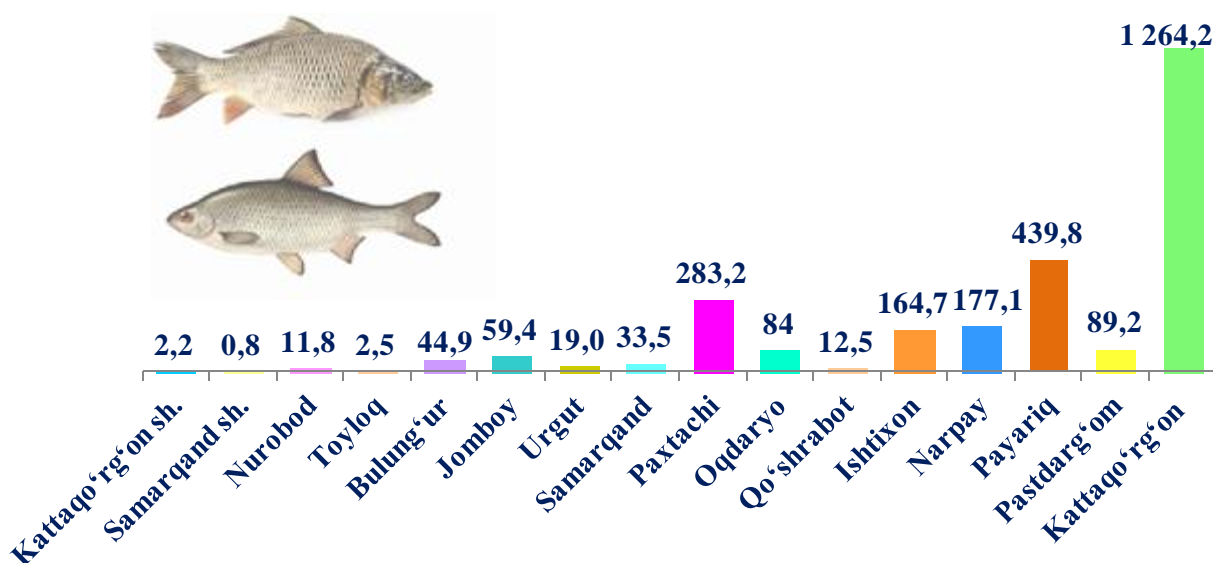 1 264,2
439,8
283,2
164,7 177,1
2,2 0,8 11,8 2,5 44,9 59,4 19,0 33,5 84 12,5 89,2
Kattaqo‘rg‘on sh.
Samarqand sh.
Nurobod
Toyloq
Bulung‘ur
Jomboy
Urgut
Samarqand
Paxtachi
Oqdaryo
Qo‘shrabot
Ishtixon
Narpay
Payariq
Pastdarg‘om
Kattaqo‘rg‘on